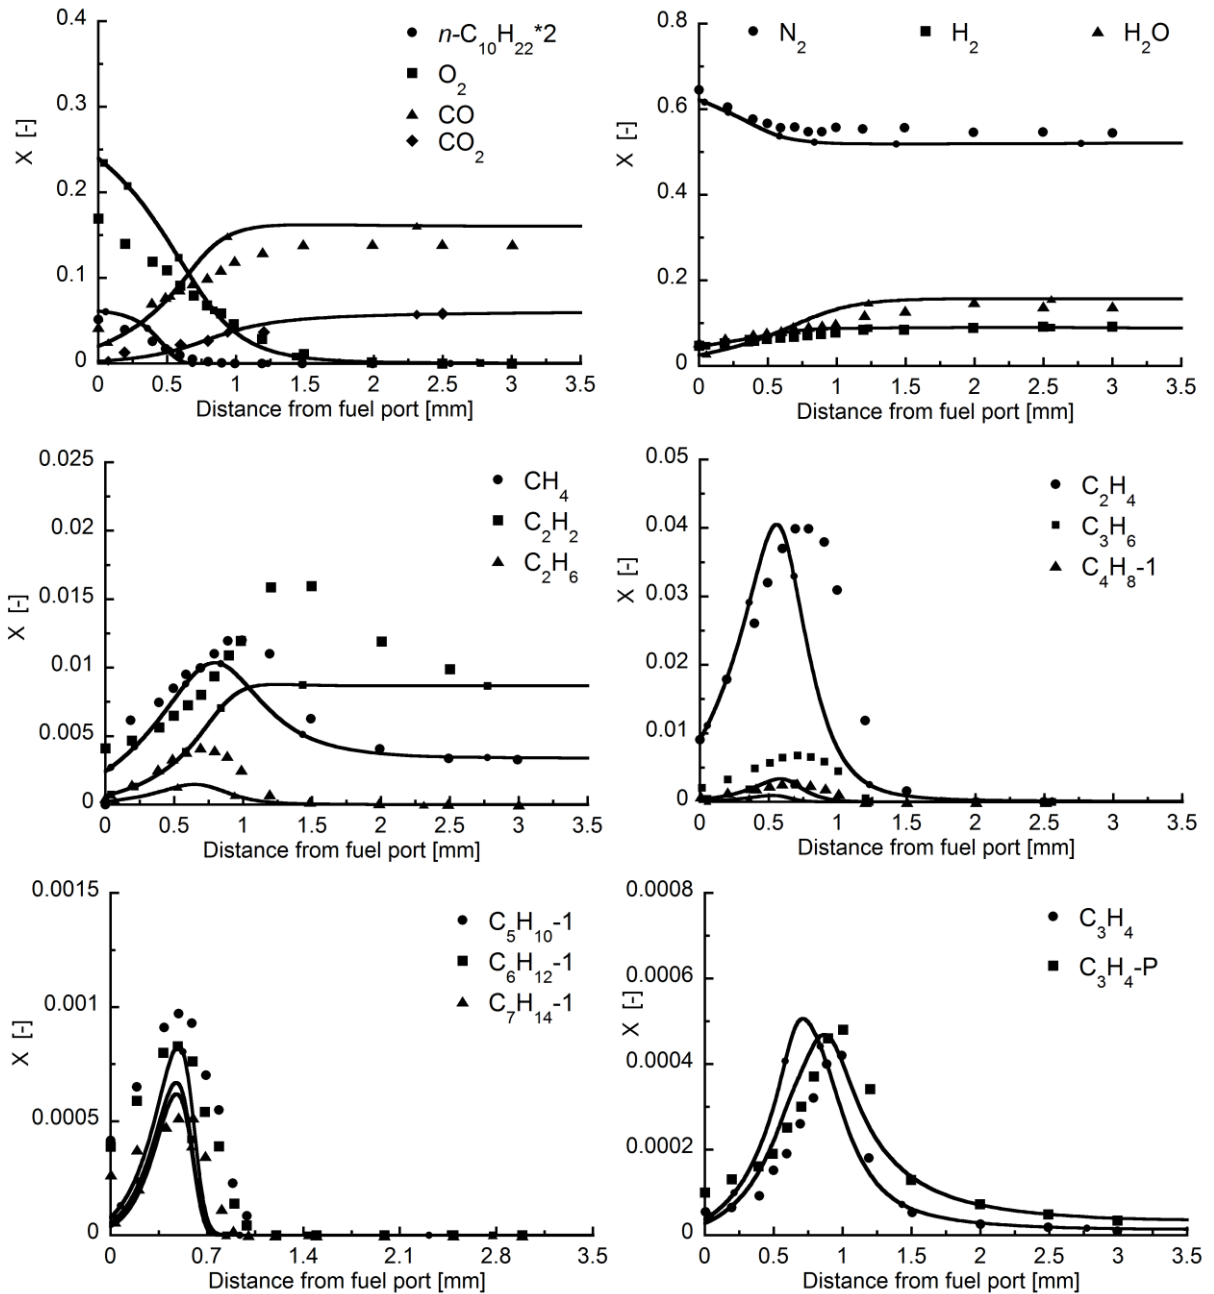 0.4
0.3
0.2
0.1
0
X [-]
n-C10H22*2
O2
CO
CO2
0 0.5 1 1.5 2 2.5 3 3.5
Distance from fuel port [mm]
0.8
0.6
0.4
0.2
0
X [-]
N2 H2 H2O
0 0.5 1 1.5 2 2.5 3 3.5
Distance from fuel port [mm]
0.025
0.02
0.015
0.01
0.005
0
X [-]
CH4
C2H2
C2H6
0 0.5 1 1.5 2 2.5 3 3.5
Distance from fuel port [mm]
0.05
0.04
0.03
0.02
0.01
0
X [-]
C2H4
C3H6
C4H8-1
0 0.5 1 1.5 2 2.5 3 3.5
Distance from fuel port [mm]
0.0015
0.001
0.0005
0
X [-]
C5H10-1
C6H12-1
C7H14-1
0 0.7 1.4 2.1 2.8 3.5
Distance from fuel port [mm]
0.0008
0.0006
0.0004
0.0002
0
X [-]
C3H4
C3H4-P
0 0.5 1 1.5 2 2.5 3 3.5
Distance from fuel port [mm]